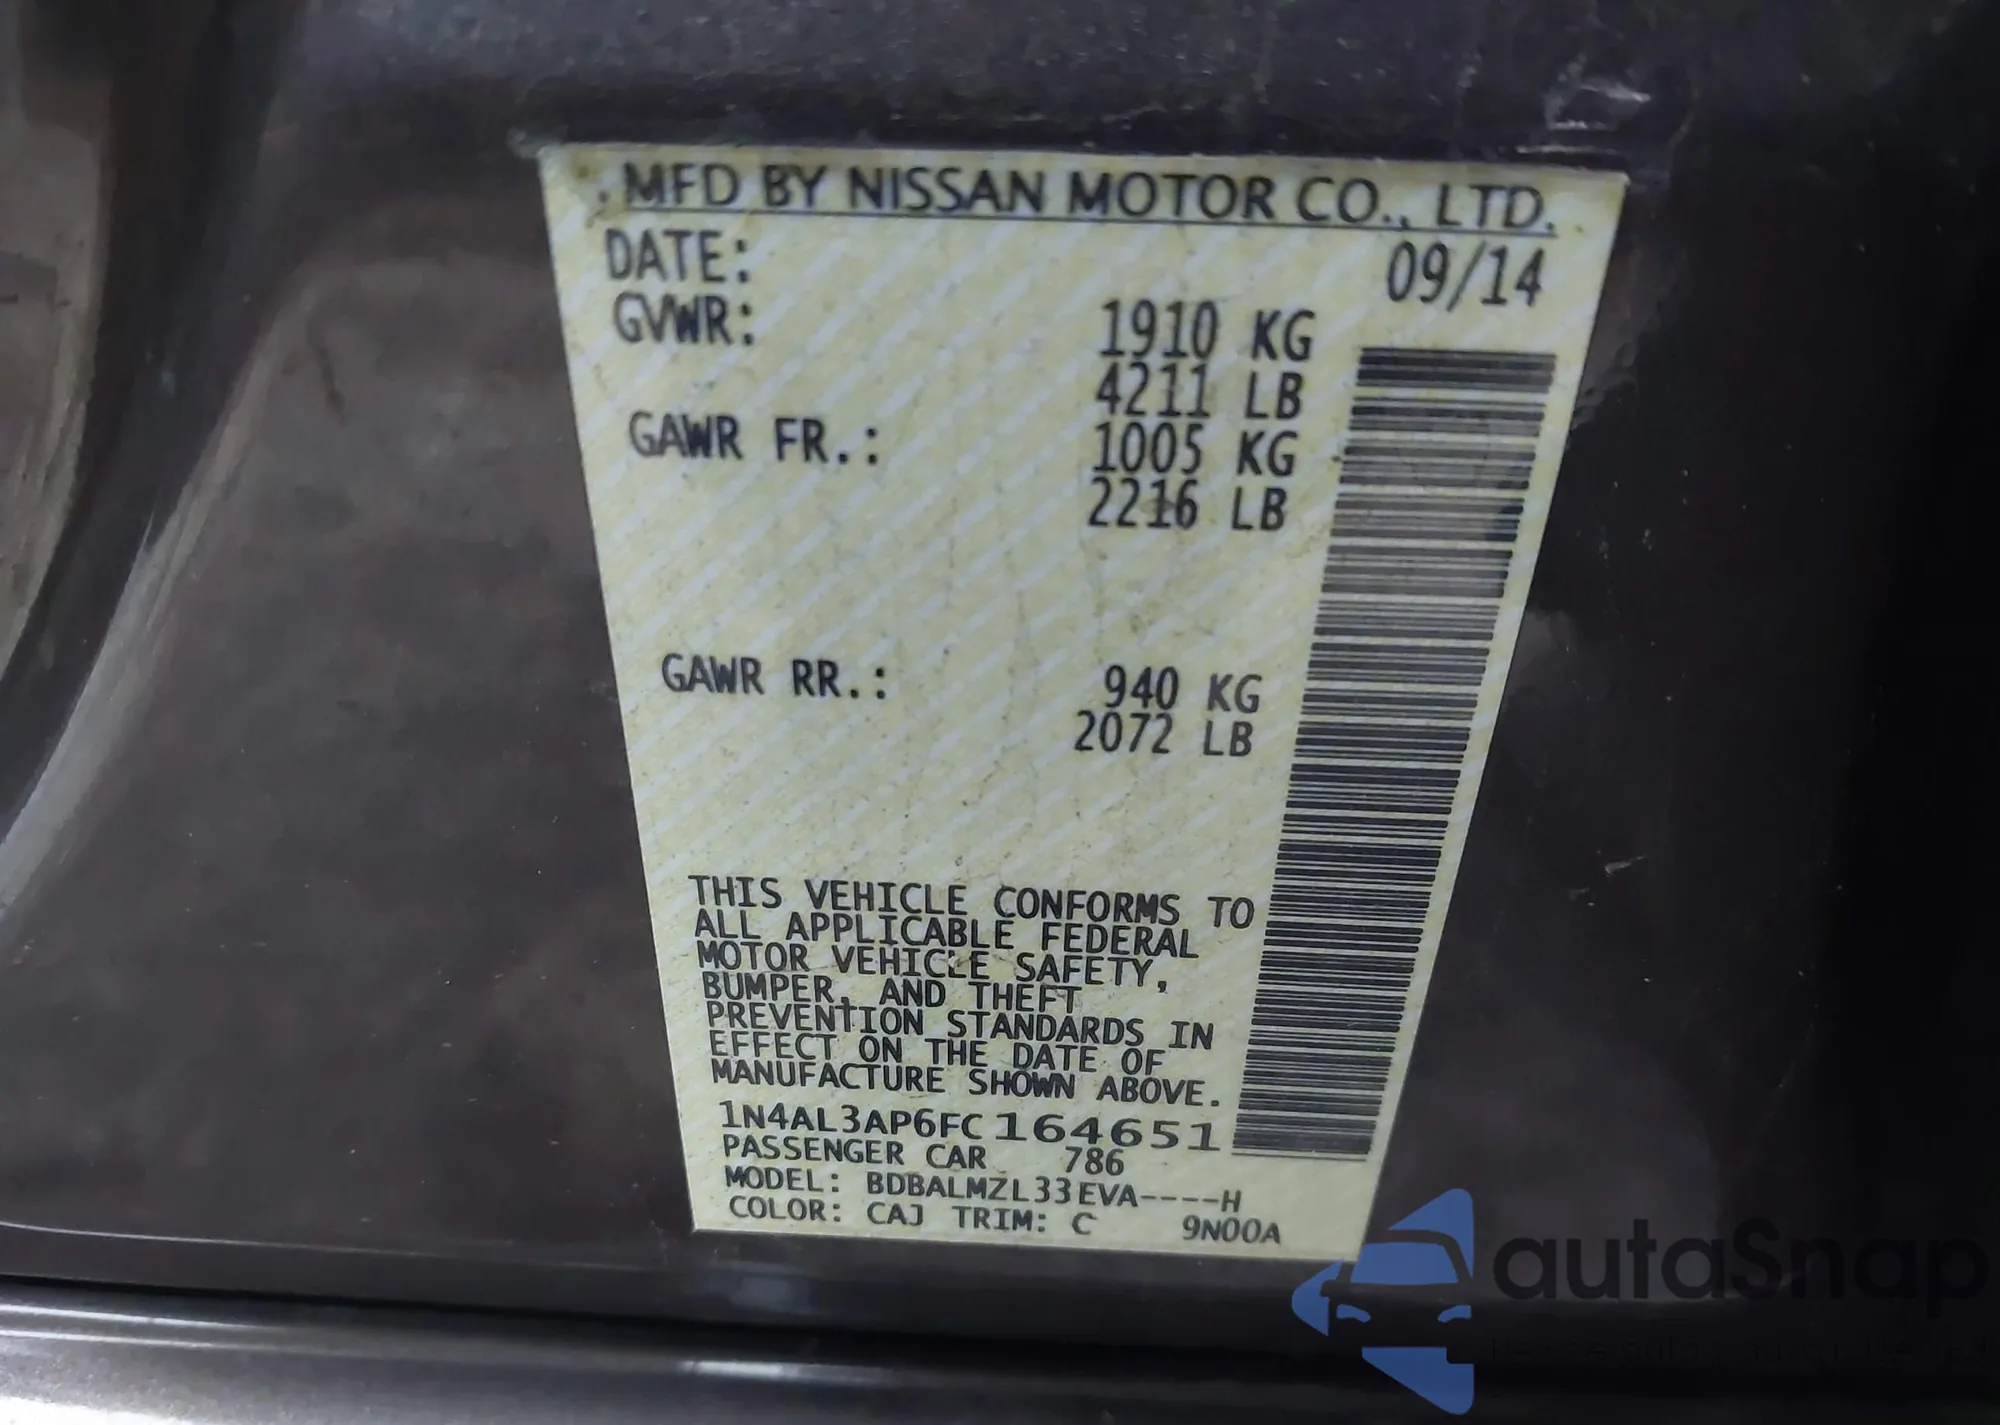 MFD BY NISSAN MOTOR CO., LTD.
DATE: 09/14
GVWR: 1910 KG
4211 LB
GAWR FR.: 1005 KG
2216 LB
GAWR RR.: 940 KG
2072 LB
THIS VEHICLE CONFORMS TO
ALL APPLICABLE FEDERAL
MOTOR VEHICLE SAFETY,
BUMPER, AND THEFT
PREVENTION STANDARDS IN
EFFECT ON THE DATE OF
MANUFACTURE SHOWN ABOVE.
1N4AL3AP6FC164651
PASSENGER CAR 786
MODEL: BDBALMZL33EVA----H
COLOR: CAJ TRIM: C 9N00A
autaSnap